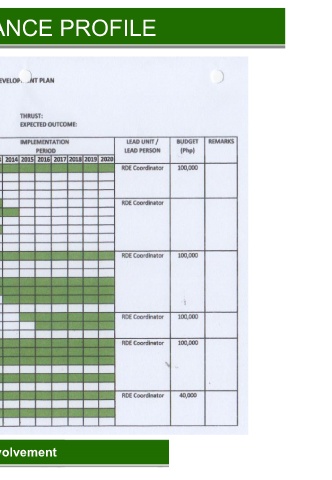 ANCE PROFILE
EVELOP...NT PLAN
THRUST:
EXPECTED OUTCOME:
IMPLEMENTATION PERIOD LEAD UNIT / LEAD PERSON BUDGET (Php) REMARKS
3 2014 2015 2016 2017 2018 2019 2020
RDE Coordinator 100,000
RDE Coordinator
RDE Coordinator 100,000
RDE Coordinator 100,000
RDE Coordinator 100,000
RDE Coordinator 40,000
volvement